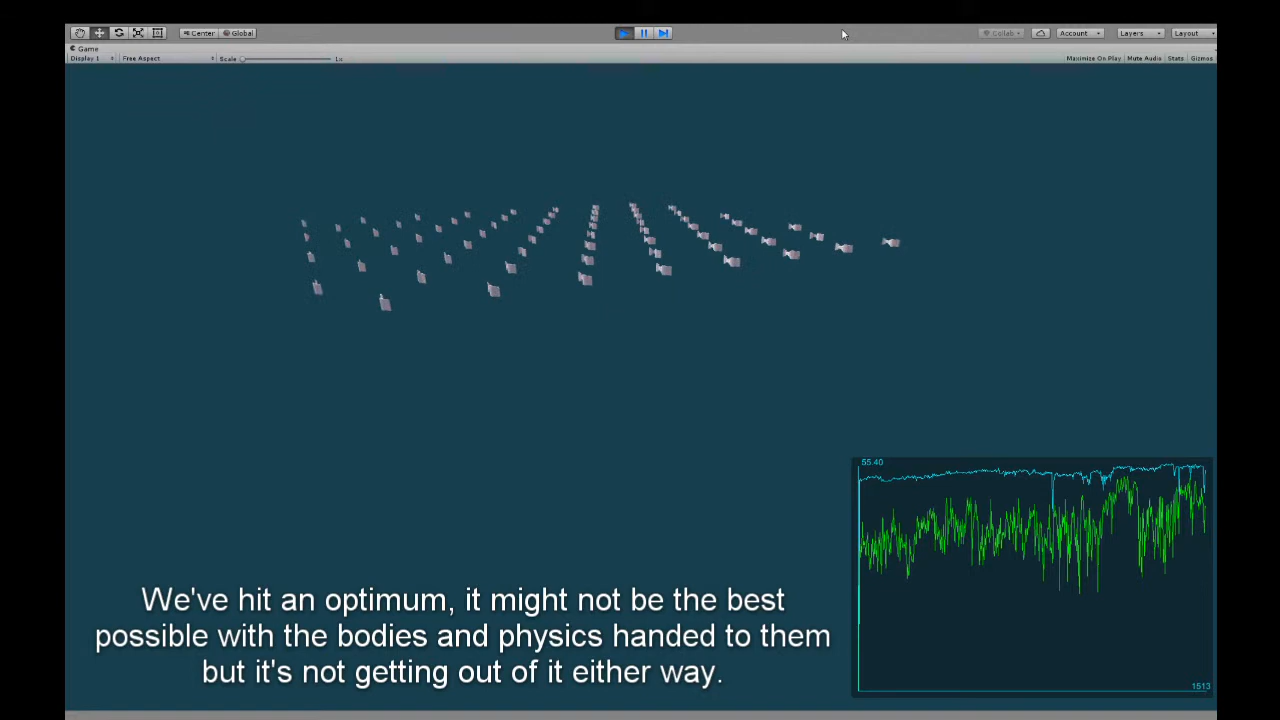 Center Global Collab Account Layers Layout
Game
Display 1 Free Aspect Scale 1x Maximize On Play Mute Audio Stats Gizmos
55.40
We've hit an optimum, it might not be the best
possible with the bodies and physics handed to them
but it's not getting out of it either way.
1513